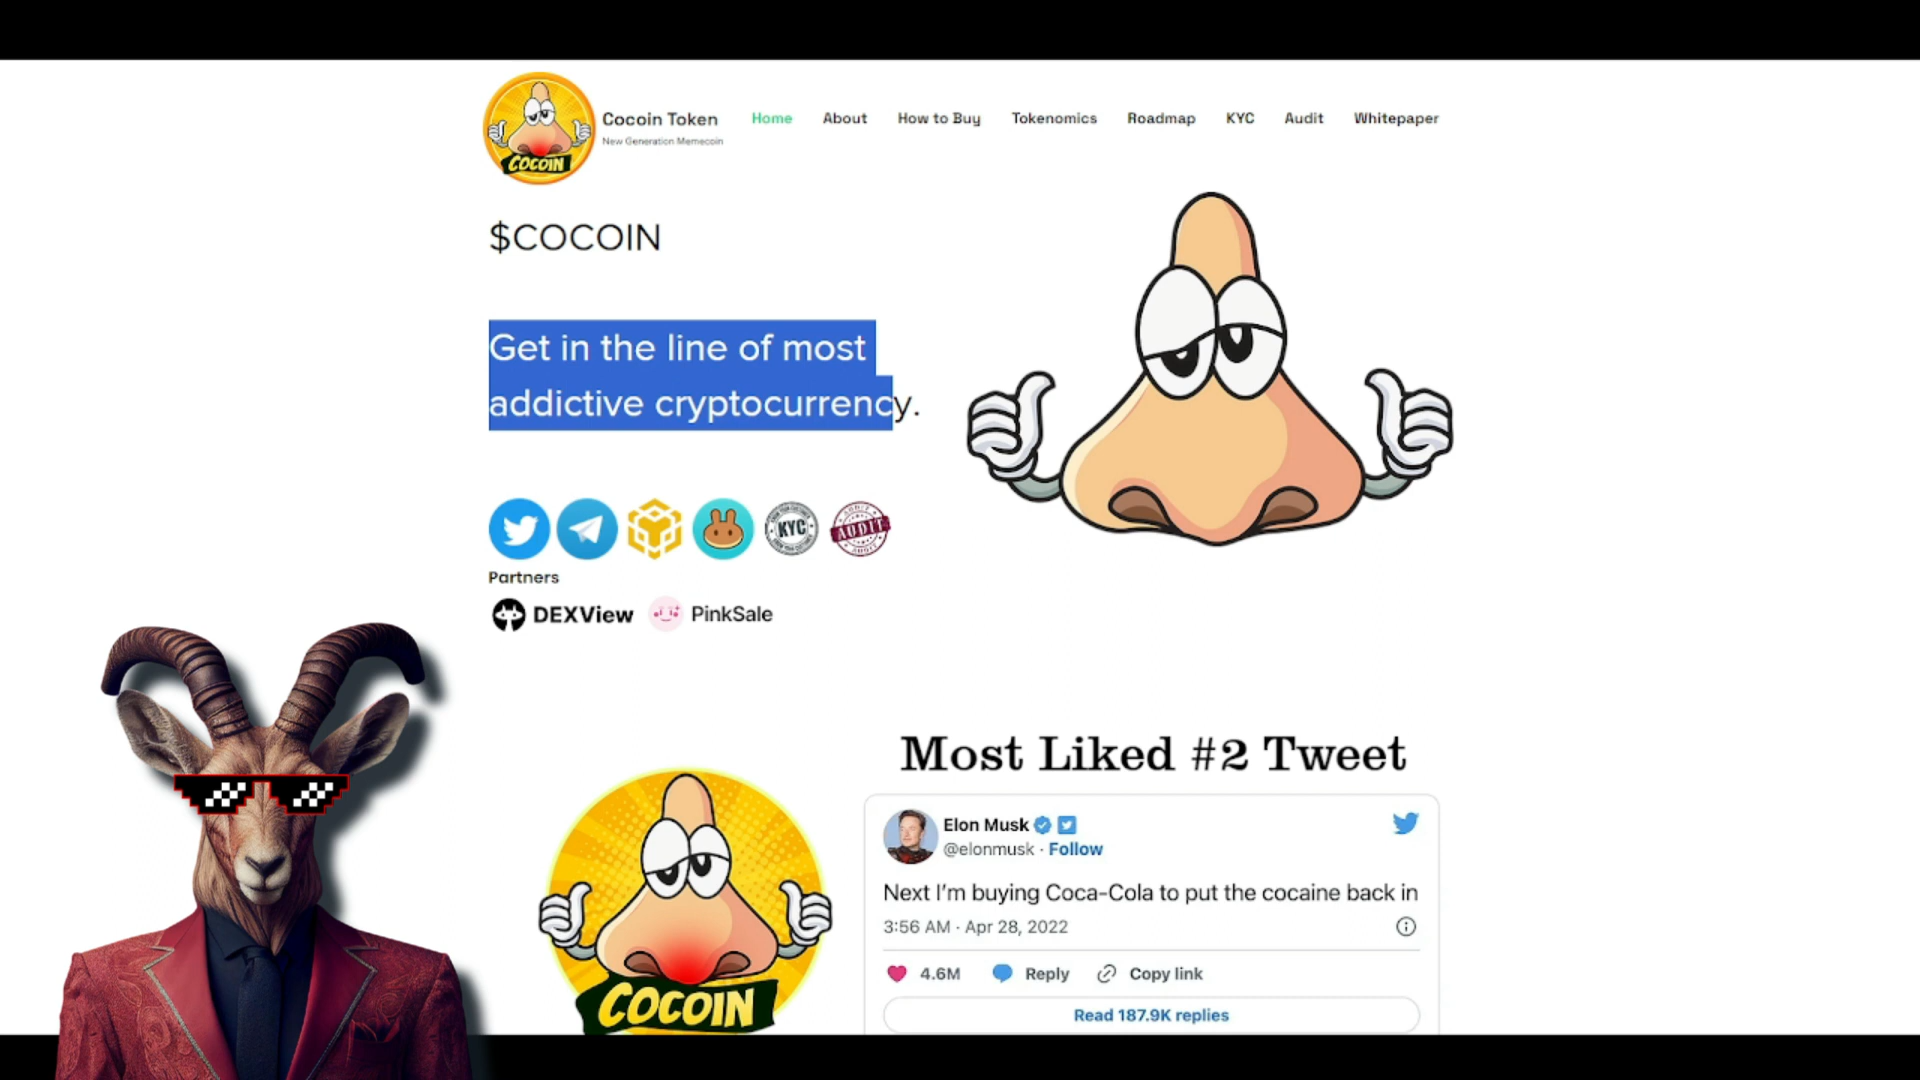 COCOIN
Cocoin Token
New Generation Memecoin
Home About How to Buy Tokenomics Roadmap KYC Audit Whitepaper
$COCOIN
Get in the line of most
addictive cryptocurrency.
KYC
AUDIT
Partners
DEXView PinkSale
Most Liked #2 Tweet
Elon Musk
@elonmusk · Follow
Next I'm buying Coca-Cola to put the cocaine back in
3:56 AM · Apr 28, 2022
4.6M Reply Copy link
Read 187.9K replies
COCOIN